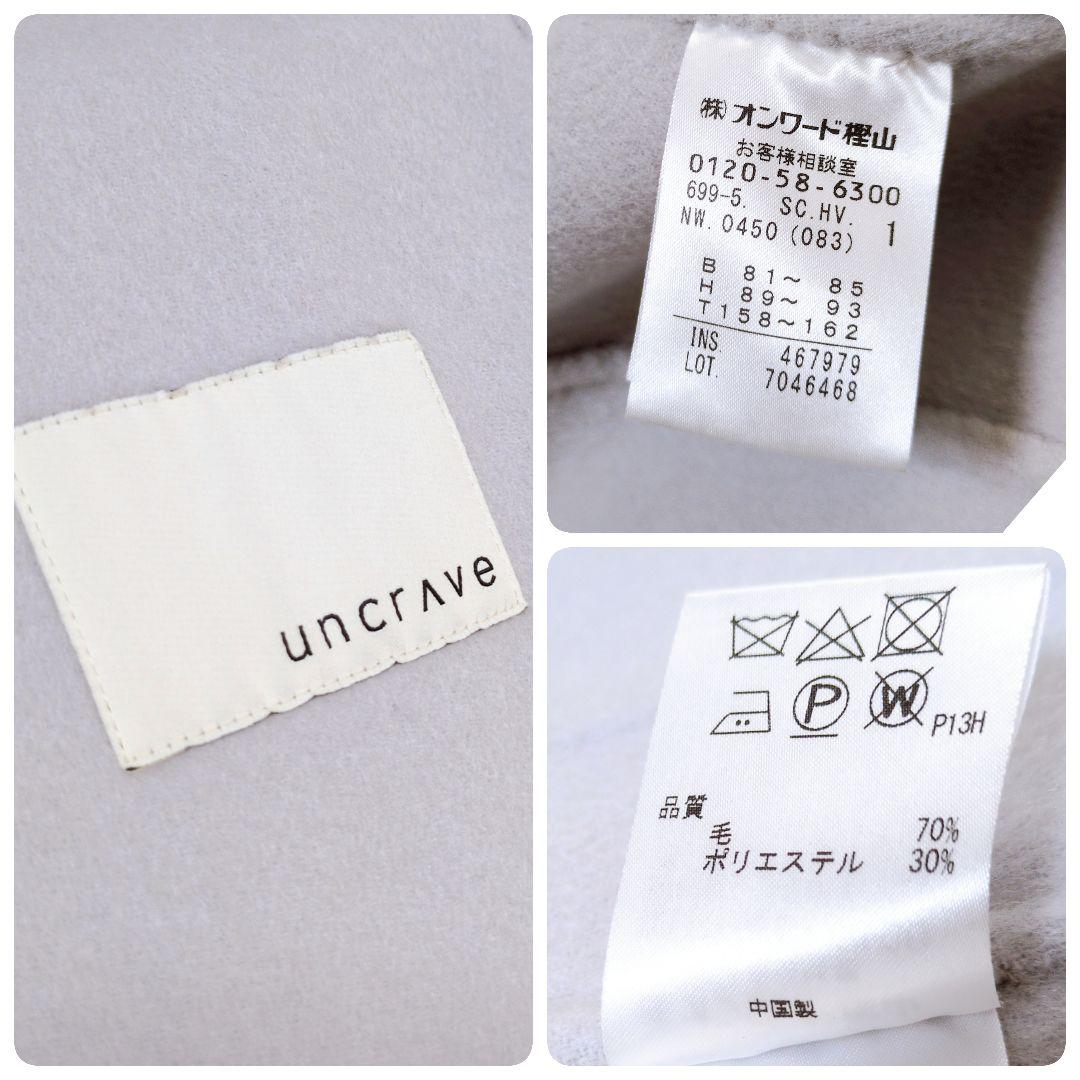 uncrʌve
㈱オンワード樫山
お客様相談室
0120-58-6300
699-5. SC.HV. 1
NW. 0450 (083)
B 81～ 85
H 89～ 93
T158～162
INS 467979
LOT. 7046468
P
W
P13H
品質
毛 70%
ポリエステル 30%
中国製